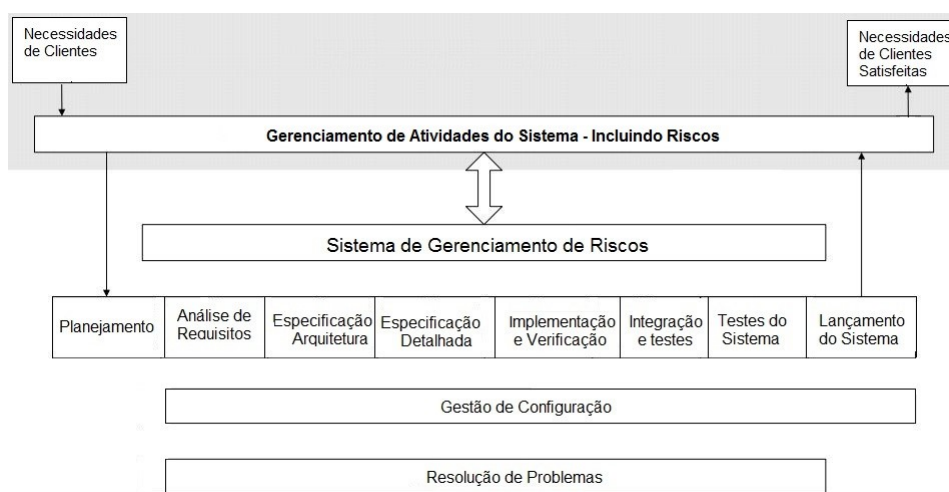 Necessidades
de Clientes
Necessidades
de Clientes
Satisfeitas
Gerenciamento de Atividades do Sistema - Incluindo Riscos
Sistema de Gerenciamento de Riscos
Planejamento
Análise de
Requisitos
Especificação
Arquitetura
Especificação
Detalhada
Implementação
e Verificação
Integração
e testes
Testes do
Sistema
Lançamento
do Sistema
Gestão de Configuração
Resolução de Problemas